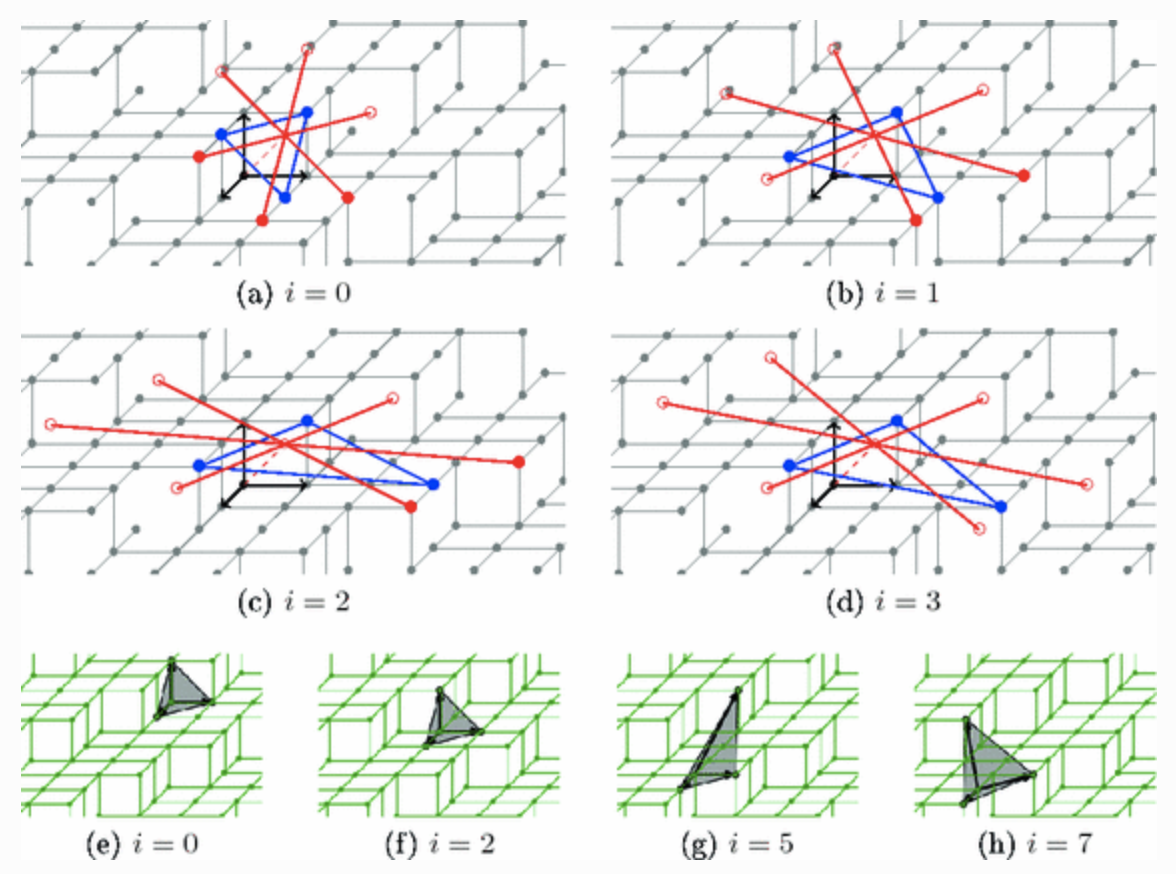 (a) i = 0
(b) i = 1
(c) i = 2
(d) i = 3
(e) i = 0
(f) i = 2
(g) i = 5
(h) i = 7